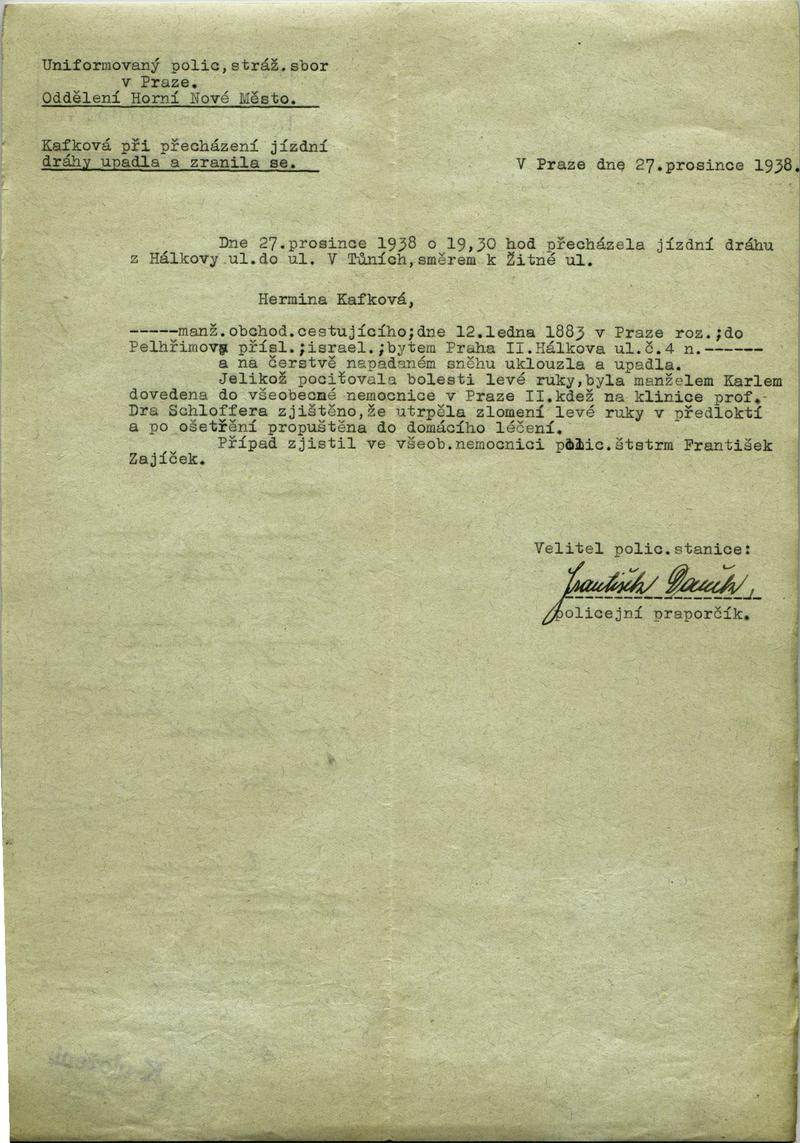 Uniformovaný polic,stráž.sbor
v Praze.
Oddělení Horní Nové Město.
Kafková při přecházení jízdní
dráhy upadla a zranila se.
V Praze dne 27.prosince 1938.
Dne 27.prosince 1938 o 19,30 hod přecházela jízdní dráhu
z Hálkovy ul.do ul. V Tůních,směrem k Žitné ul.
Hermina Kafková,
-----manž.obchod.cestujícího;dne 12.ledna 1883 v Praze roz.;do
Pelhřimova přísl.;israel.;bytem Praha II.Hálkova ul.č.4 n.------
a na čerstvě napadaném sněhu uklouzla a upadla.
Jelikož pociťovala bolesti levé ruky,byla manželem Karlem
dovedena do všeobecné nemocnice v Praze II.kdež na klinice prof.-
Dra Schloffera zjištěno,že utrpěla zlomení levé ruky v předloktí
a po ošetření propuštěna do domácího léčení.
Případ zjistil ve všeob.nemocnici polic.štstrm František
Zajíček.
Velitel polic.stanice:
František Daněk,
policejní praporčík.